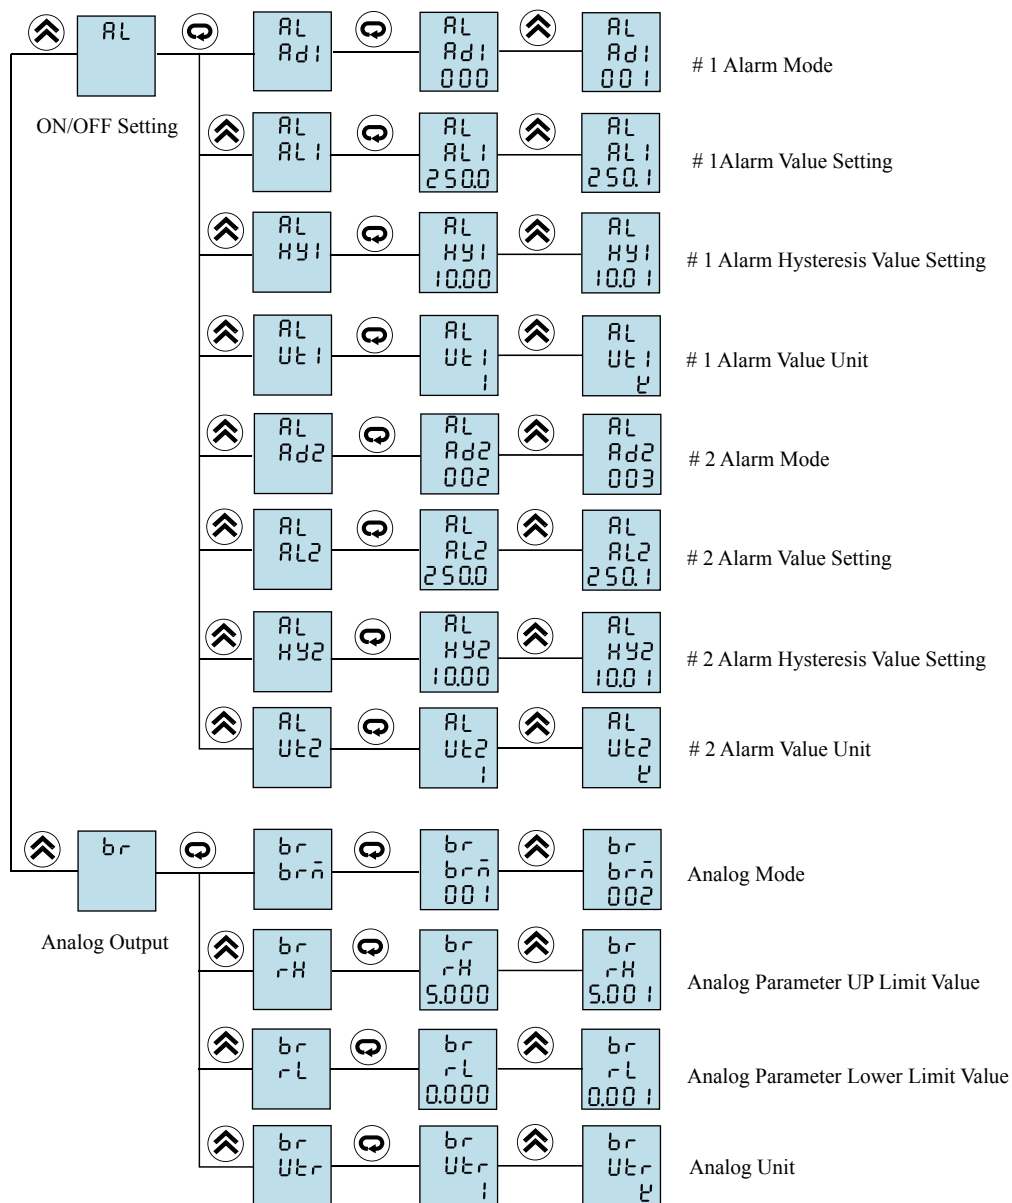 AL
ON/OFF Setting
AL
Ad1
AL
Ad1
000
AL
Ad1
001
# 1 Alarm Mode
AL
AL1
AL
AL1
250.0
AL
AL1
250.1
# 1Alarm Value Setting
AL
HY1
AL
HY1
10.00
AL
HY1
10.01
# 1 Alarm Hysteresis Value Setting
AL
Ut1
AL
Ut1
1
AL
Ut1
# 1 Alarm Value Unit
AL
Ad2
AL
Ad2
002
AL
Ad2
003
# 2 Alarm Mode
AL
AL2
AL
AL2
250.0
AL
AL2
250.1
# 2 Alarm Value Setting
AL
HY2
AL
HY2
10.00
AL
HY2
10.01
# 2 Alarm Hysteresis Value Setting
AL
Ut2
AL
Ut2
1
AL
Ut2
# 2 Alarm Value Unit
br
Analog Output
br
brn̄
br
brn̄
001
br
brn̄
002
Analog Mode
br
rH
br
rH
5.000
br
rH
5.001
Analog Parameter UP Limit Value
br
rL
br
rL
0.000
br
rL
0.001
Analog Parameter Lower Limit Value
br
Utr
br
Utr
1
br
Utr
Analog Unit